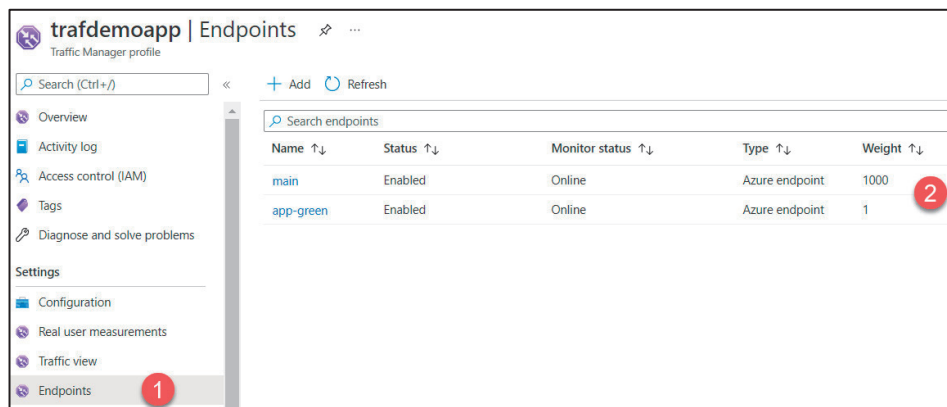 trafdemoapp | Endpoints ...
Traffic Manager profile
Search (Ctrl+/) «
+ Add Refresh
Overview
Activity log
Access control (IAM)
Tags
Diagnose and solve problems
Settings
Configuration
Real user measurements
Traffic view
Endpoints 1
Search endpoints
Name ↑↓ Status ↑↓ Monitor status ↑↓ Type ↑↓ Weight ↑↓
main Enabled Online Azure endpoint 1000
app-green Enabled Online Azure endpoint 1
2